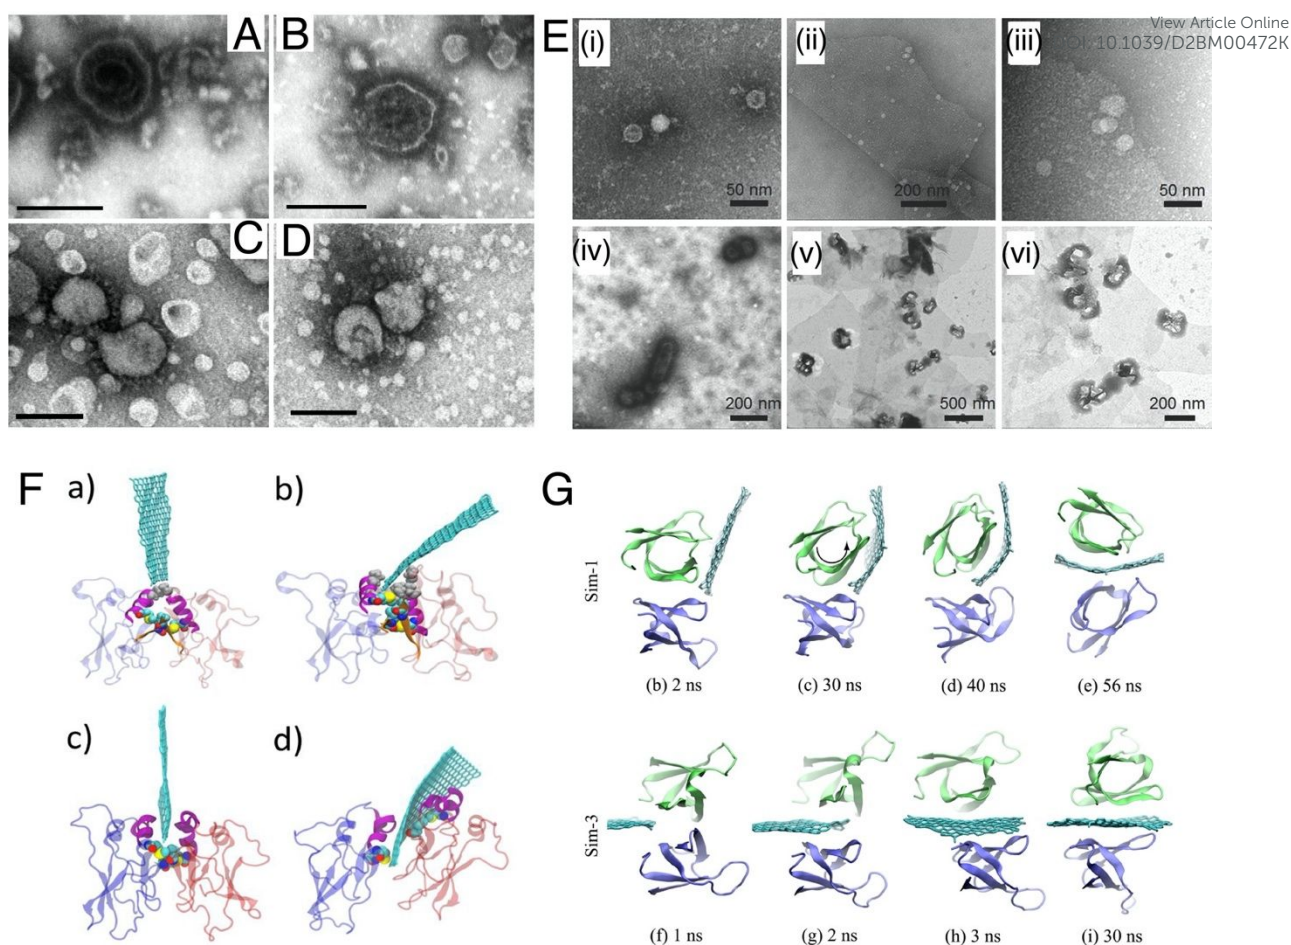 View Article Online
DOI: 10.1039/D2BM00472K
A
B
C
D
E
(i)
50 nm
(ii)
200 nm
(iii)
50 nm
(iv)
200 nm
(v)
500 nm
(vi)
200 nm
F
a)
b)
c)
d)
G
Sim-1
(b) 2 ns
(c) 30 ns
(d) 40 ns
(e) 56 ns
Sim-3
(f) 1 ns
(g) 2 ns
(h) 3 ns
(i) 30 ns